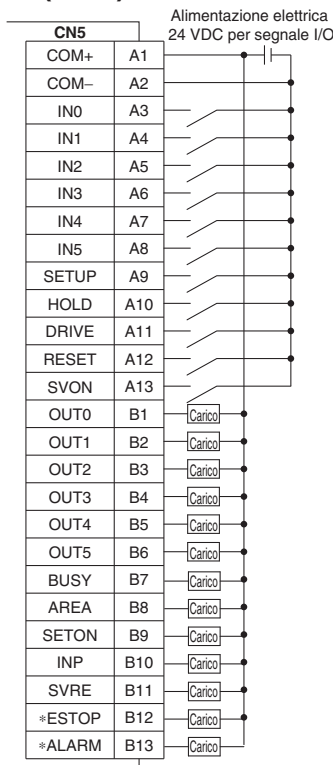 Alimentazione elettrica
24 VDC per segnale I/O
CN5
COM+ A1
COM– A2
IN0 A3
IN1 A4
IN2 A5
IN3 A6
IN4 A7
IN5 A8
SETUP A9
HOLD A10
DRIVE A11
RESET A12
SVON A13
OUT0 B1 Carico
OUT1 B2 Carico
OUT2 B3 Carico
OUT3 B4 Carico
OUT4 B5 Carico
OUT5 B6 Carico
BUSY B7 Carico
AREA B8 Carico
SETON B9 Carico
INP B10 Carico
SVRE B11 Carico
∗ESTOP B12 Carico
∗ALARM B13 Carico